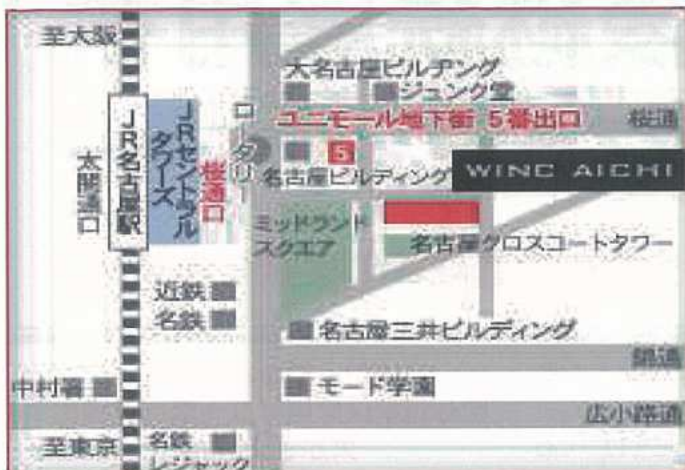 至大阪
大名古屋ビルヂング
ジュンク堂
ユニモール地下街 5番出口
桜通
JR名古屋駅
JRセントラル
タワーズ
桜通口
ロータリー
太閤通口
5
名古屋ビルディング
WINC AICHI
ミッドランド
スクエア
名古屋クロスコートタワー
近鉄
名鉄
名古屋三井ビルディング
錦通
中村署
モード学園
広小路通
至東京
名鉄
レジャック